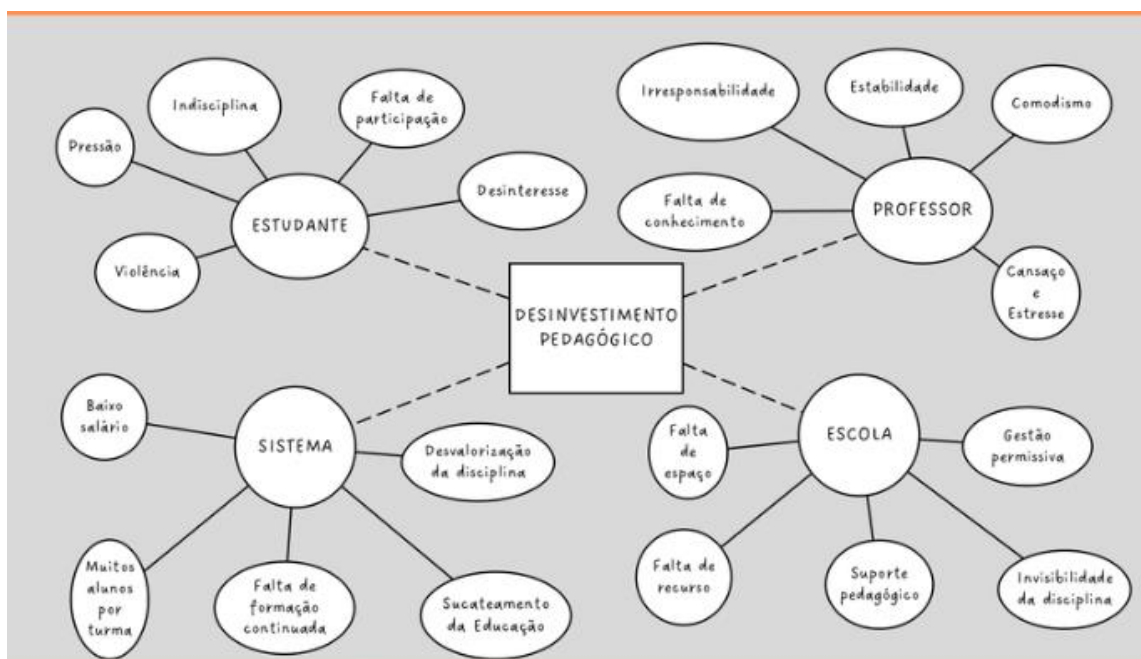 Indisciplina
Falta de
participação
Pressão
Desinteresse
ESTUDANTE
Violência
Irresponsabilidade
Estabilidade
Comodismo
Falta de
conhecimento
PROFESSOR
Cansaço
e
Estresse
DESINVESTIMENTO
PEDAGÓGICO
Baixo
salário
SISTEMA
Desvalorização
da disciplina
Muitos
alunos
por
turma
Falta de
formação
continuada
Sucateamento
da Educação
Falta
de
espaço
ESCOLA
Gestão
permissiva
Falta de
recurso
Suporte
pedagógico
Invisibilidade
da disciplina